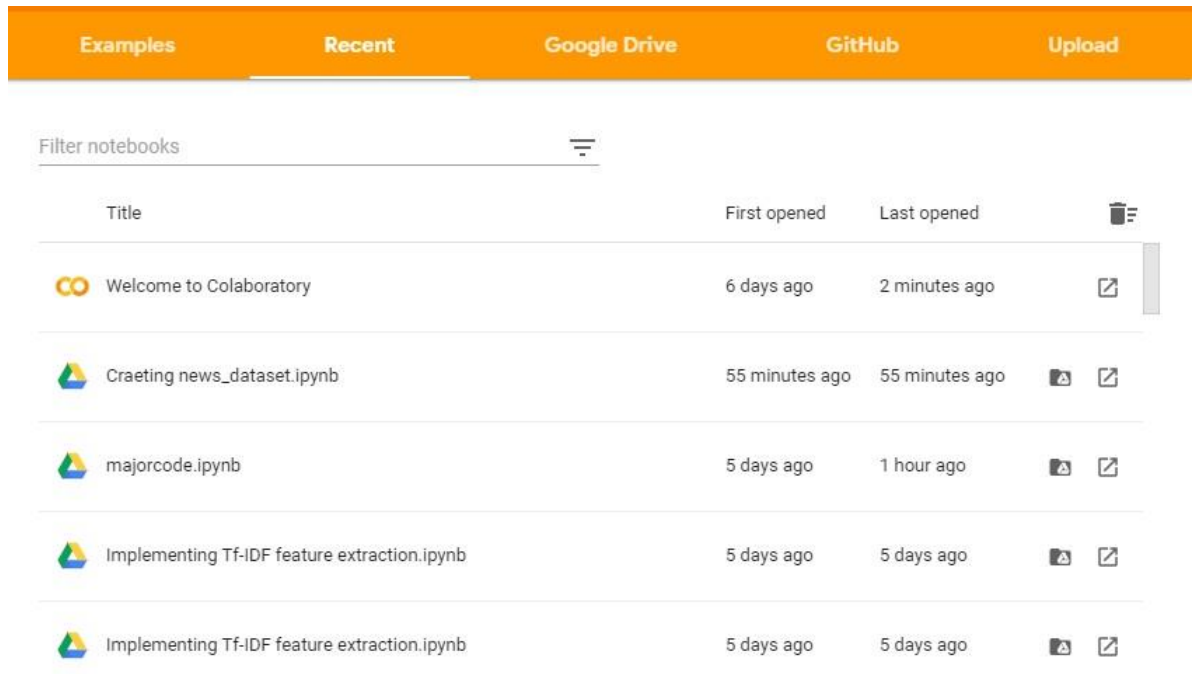 Examples Recent Google Drive GitHub Upload
Filter notebooks
Title First opened Last opened
Welcome to Colaboratory 6 days ago 2 minutes ago
Craeting news_dataset.ipynb 55 minutes ago 55 minutes ago
majorcode.ipynb 5 days ago 1 hour ago
Implementing Tf-IDF feature extraction.ipynb 5 days ago 5 days ago
Implementing Tf-IDF feature extraction.ipynb 5 days ago 5 days ago